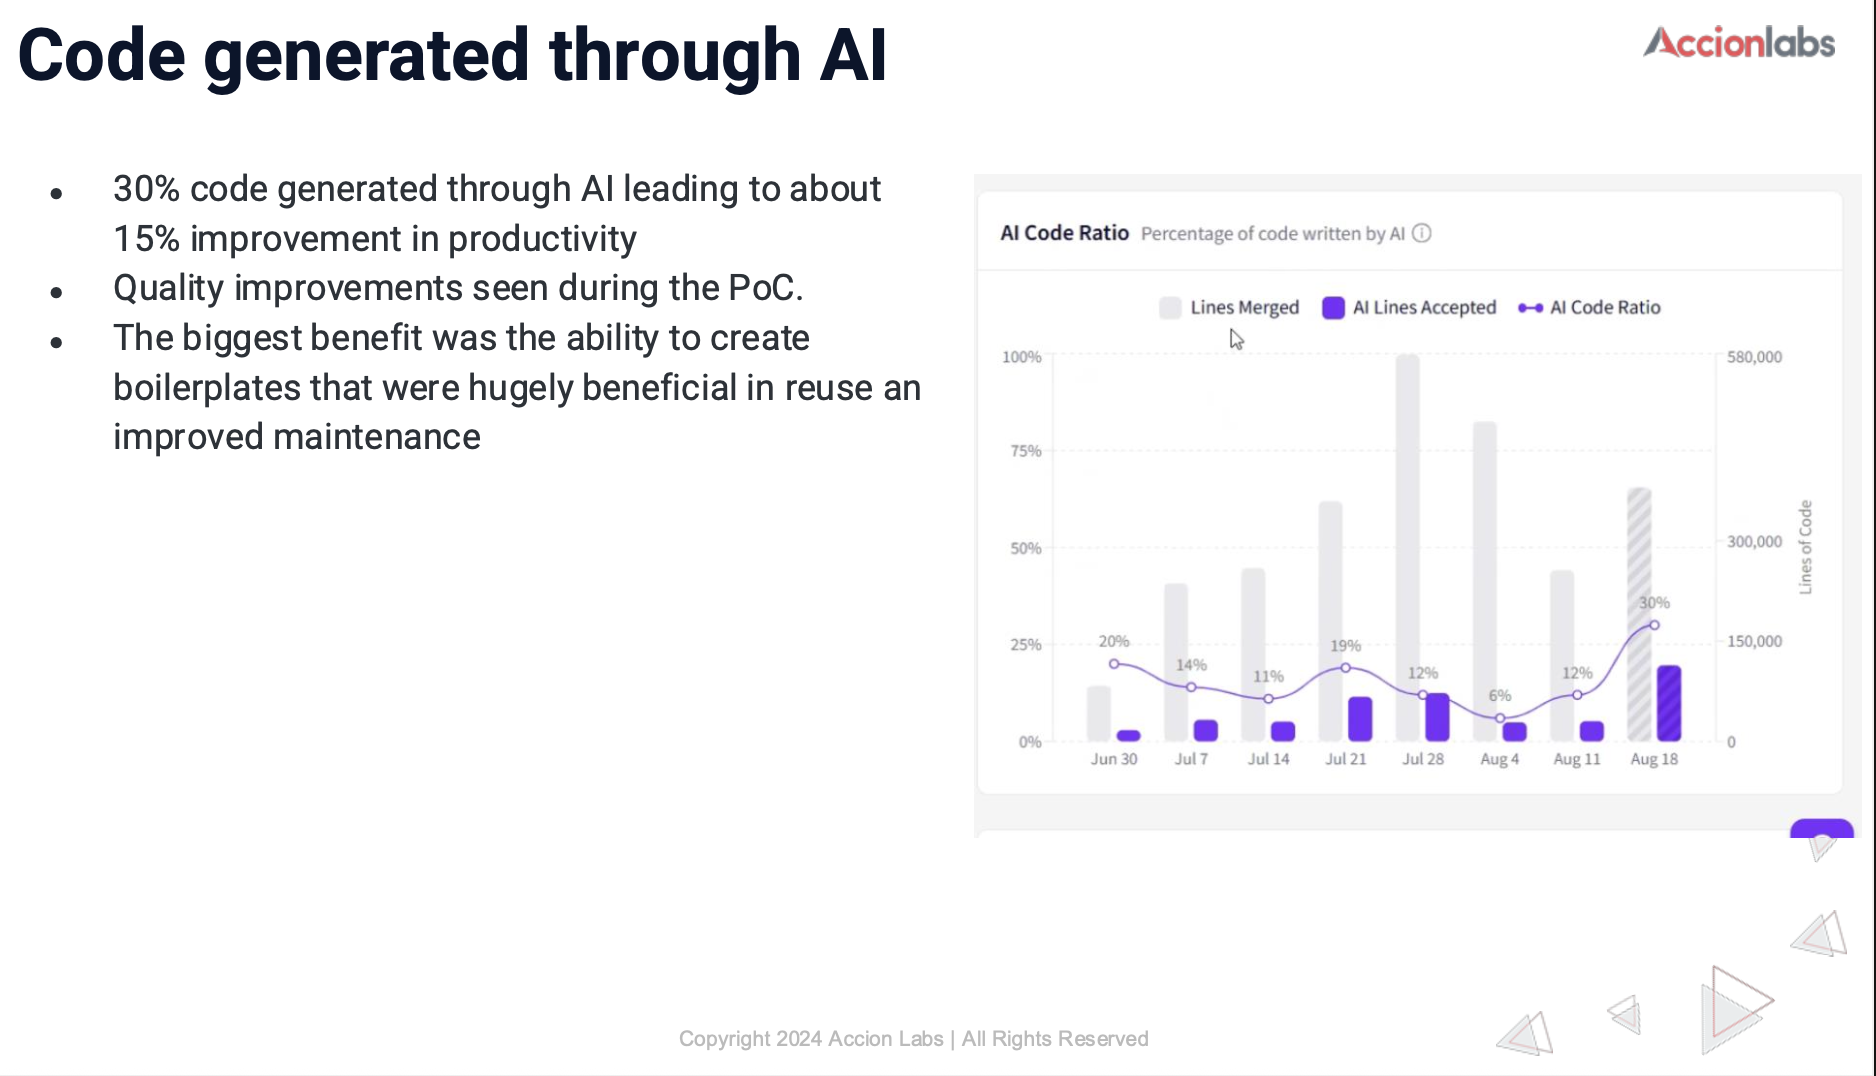 Code generated through AI
Accionlabs
● 30% code generated through AI leading to about
15% improvement in productivity
● Quality improvements seen during the PoC.
● The biggest benefit was the ability to create
boilerplates that were hugely beneficial in reuse an
improved maintenance
AI Code Ratio Percentage of code written by AI
Lines Merged AI Lines Accepted AI Code Ratio
100% 580,000
75%
50% 300,000
25% 150,000
0% 0
Lines of Code
20% 14% 11% 19% 12% 6% 12% 30%
Jun 30 Jul 7 Jul 14 Jul 21 Jul 28 Aug 4 Aug 11 Aug 18
Copyright 2024 Accion Labs | All Rights Reserved